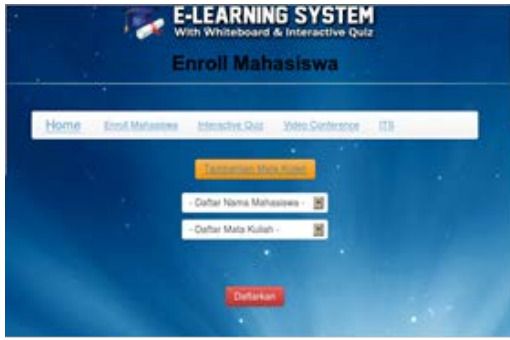 E-LEARNING SYSTEM
With Whiteboard & Interactive Quiz
Enroll Mahasiswa
Home Enroll Mahasiswa Interactive Quiz Video Conference ITS
Tambahkan Mata Kuliah
- Daftar Nama Mahasiswa -
- Daftar Mata Kuliah -
Daftarkan